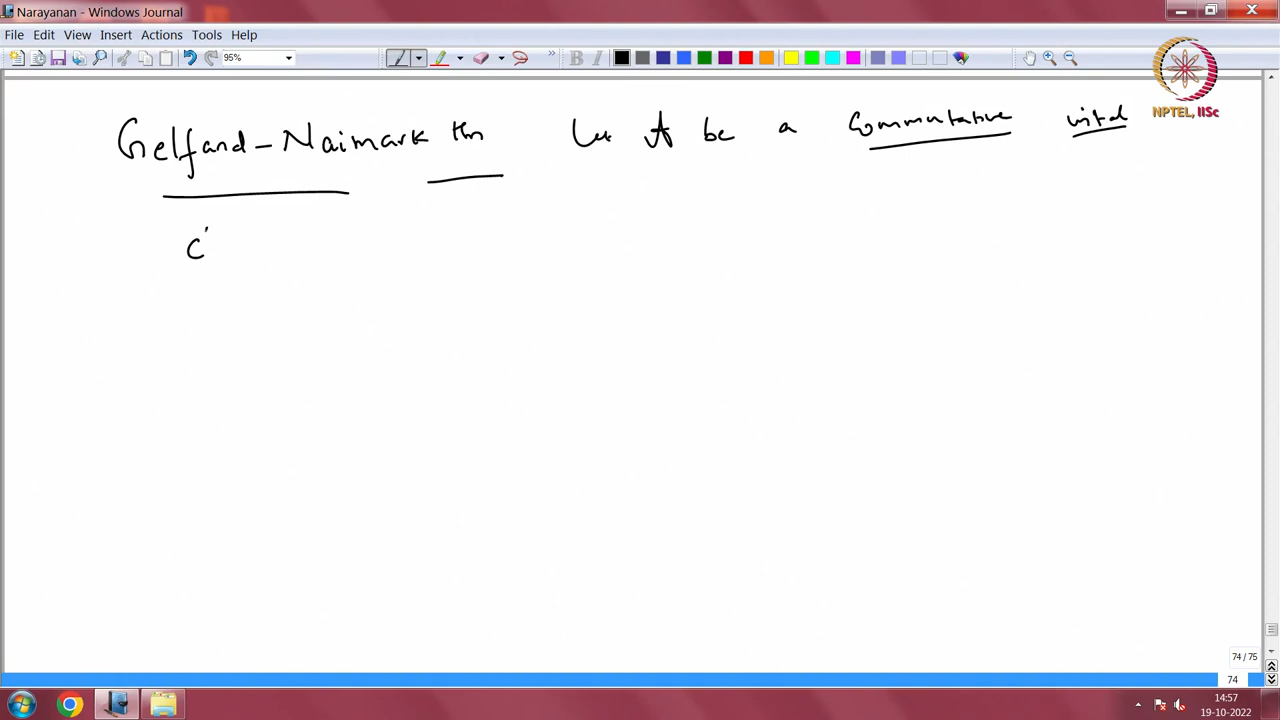 Narayanan - Windows Journal
File Edit View Insert Actions Tools Help
95%
NPTEL, IISc
Gelfand-Naimark thm Let A be a commutative unital
C'
74 / 75
74
14:57
19-10-2022